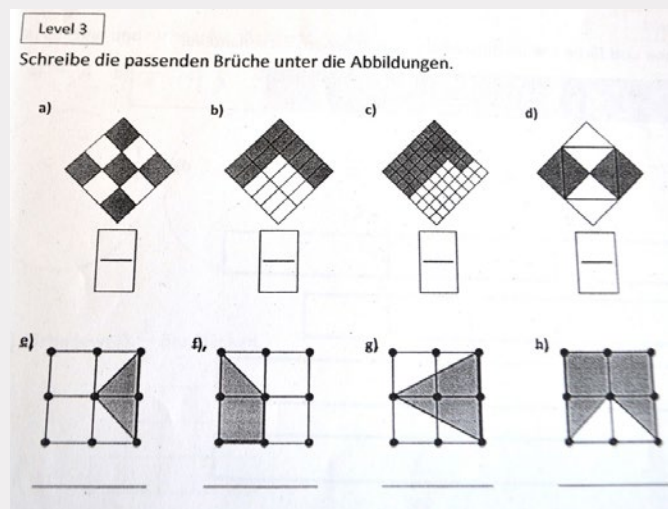 Level 3
Schreibe die passenden Brüche unter die Abbildungen.
a) b) c) d)
e) f), g) h)